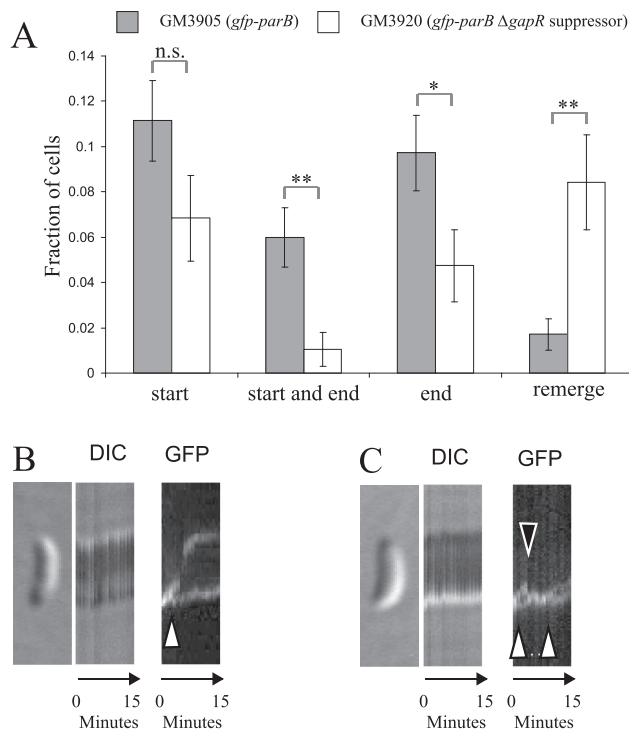 GM3905 (gfp-parB) GM3920 (gfp-parB ΔgapR suppressor)
A
0.14
0.12
0.1
0.08
0.06
0.04
0.02
0
Fraction of cells
n.s.
**
*
**
start start and end end remerge
B DIC GFP
0 15
Minutes
0 15
Minutes
C DIC GFP
0 15
Minutes
0 15
Minutes